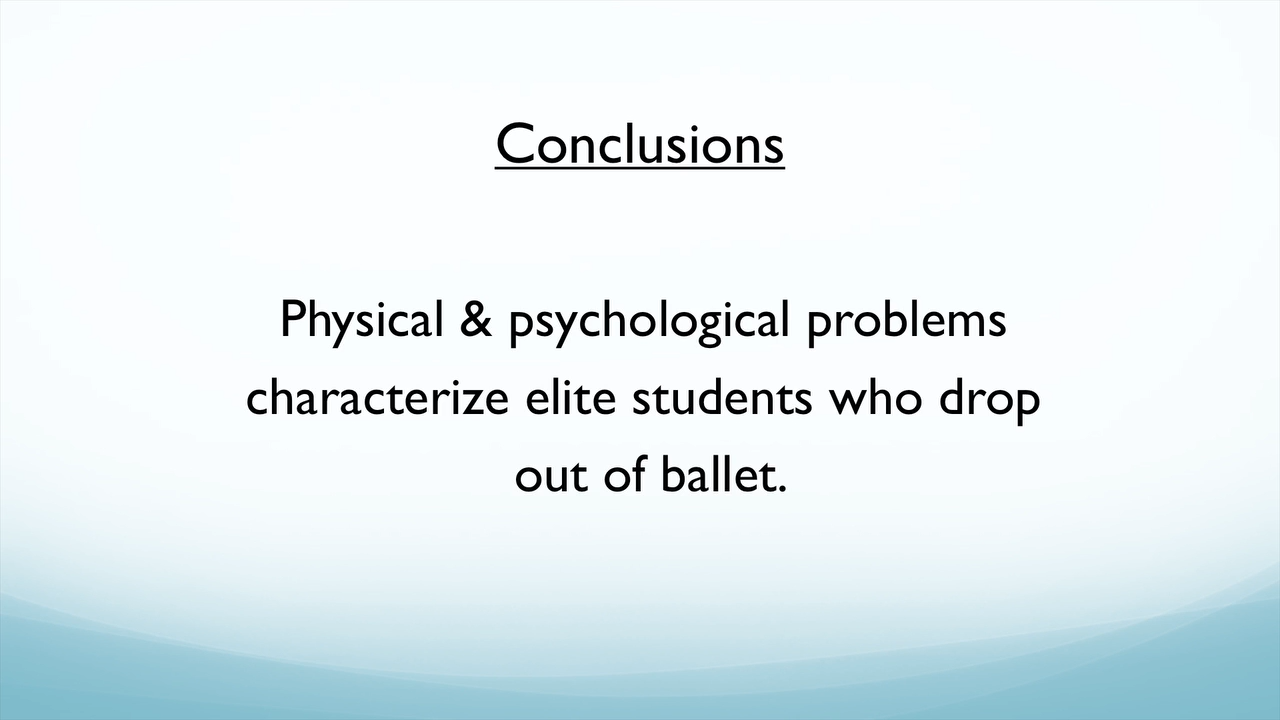 Conclusions
Physical & psychological problems
characterize elite students who drop
out of ballet.